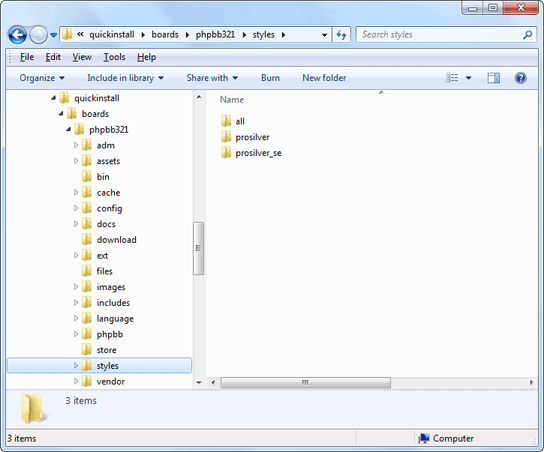 « quickinstall boards phpbb321 styles
Search styles
File Edit View Tools Help
Organize Include in library Share with Burn New folder
quickinstall
boards
phpbb321
adm
assets
bin
cache
config
docs
download
ext
files
images
includes
language
phpbb
store
styles
vendor
Name
all
prosilver
prosilver_se
3 items
3 items Computer